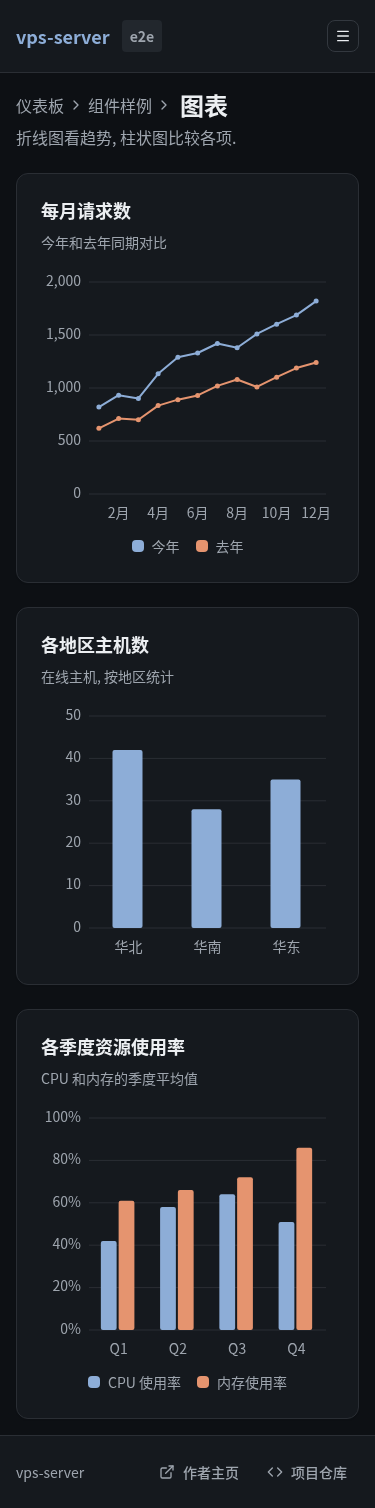 vps-server e2e
仪表板 组件样例 图表
折线图看趋势, 柱状图比较各项.
每月请求数
今年和去年同期对比
2,000
1,500
1,000
500
0
2月 4月 6月 8月 10月 12月
今年 去年
各地区主机数
在线主机, 按地区统计
50
40
30
20
10
0
华北 华南 华东
各季度资源使用率
CPU 和内存的季度平均值
100%
80%
60%
40%
20%
0%
Q1 Q2 Q3 Q4
CPU 使用率 内存使用率
vps-server 作者主页 项目仓库